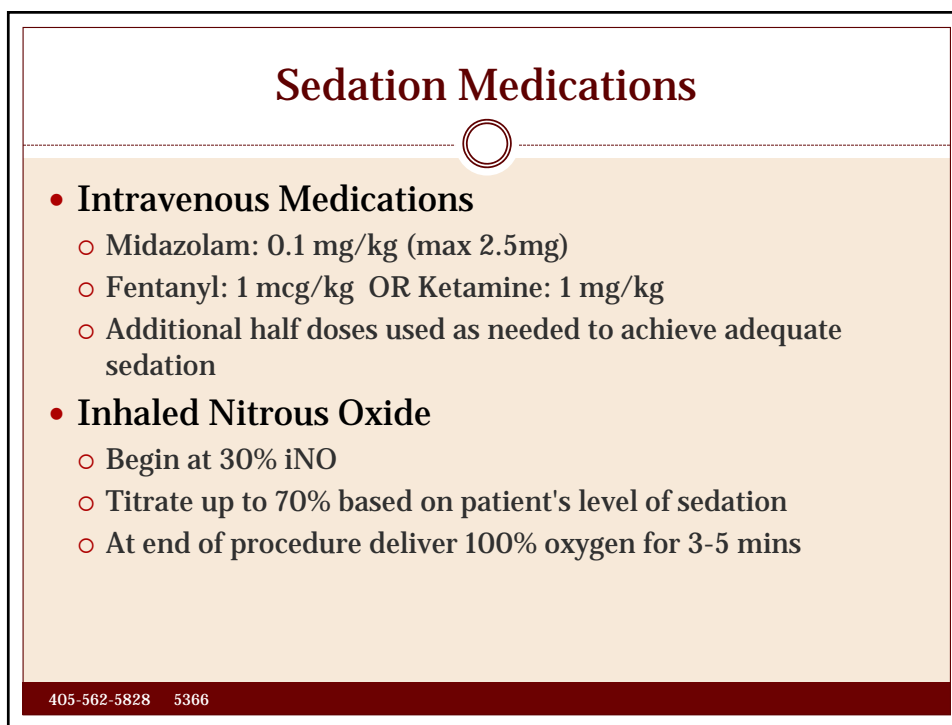 Sedation Medications
• Intravenous Medications
○ Midazolam: 0.1 mg/kg (max 2.5mg)
○ Fentanyl: 1 mcg/kg OR Ketamine: 1 mg/kg
○ Additional half doses used as needed to achieve adequate
sedation
• Inhaled Nitrous Oxide
○ Begin at 30% iNO
○ Titrate up to 70% based on patient's level of sedation
○ At end of procedure deliver 100% oxygen for 3-5 mins
405-562-5828 5366